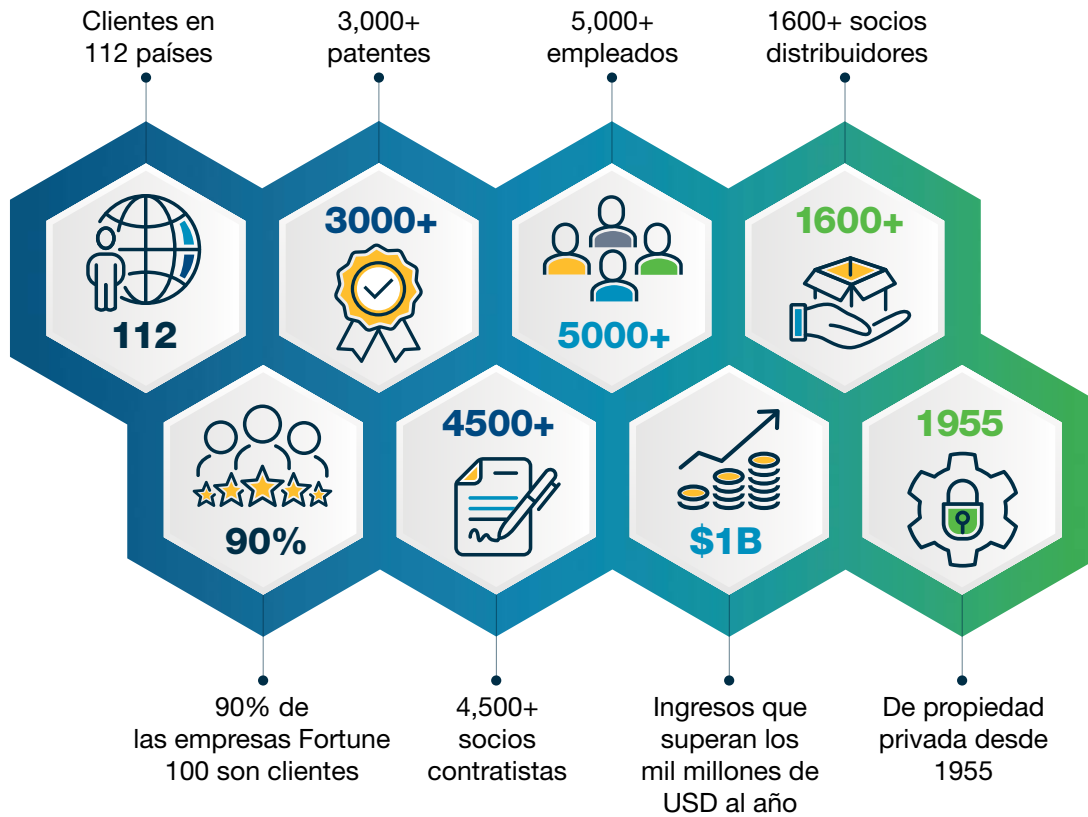 Clientes en
112 países
3,000+
patentes
5,000+
empleados
1600+ socios
distribuidores
112
3000+
5000+
1600+
90%
4500+
$1B
1955
90% de
las empresas Fortune
100 son clientes
4,500+
socios
contratistas
Ingresos que
superan los
mil millones de
USD al año
De propiedad
privada desde
1955